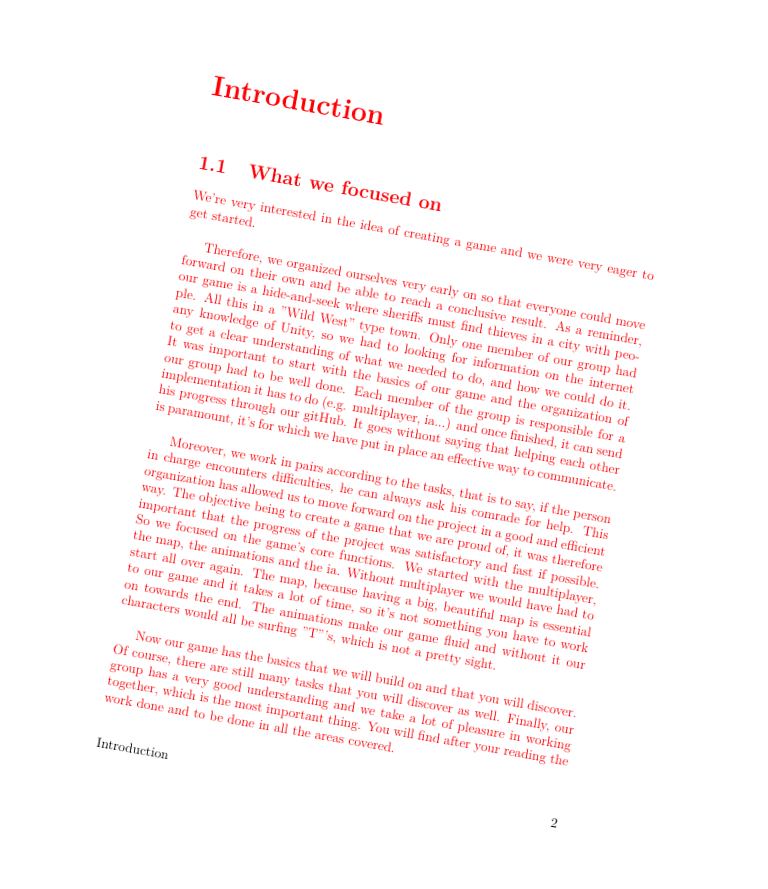 Introduction
1.1 What we focused on
We're very interested in the idea of creating a game and we were very eager to
get started.
Therefore, we organized ourselves very early on so that everyone could move
forward on their own and be able to reach a conclusive result. As a reminder,
our game is a hide-and-seek where sheriffs must find thieves in a city with peo-
ple. All this in a "Wild West" type town. Only one member of our group had
any knowledge of Unity, so we had to looking for information on the internet
to get a clear understanding of what we needed to do, and how we could do it.
It was important to start with the basics of our game and the organization of
our group had to be well done. Each member of the group is responsible for a
implementation it has to do (e.g. multiplayer, ia...) and once finished, it can send
his progress through our gitHub. It goes without saying that helping each other
is paramount, it's for which we have put in place an effective way to communicate.
Moreover, we work in pairs according to the tasks, that is to say, if the person
in charge encounters difficulties, he can always ask his comrade for help. This
organization has allowed us to move forward on the project in a good and efficient
way. The objective being to create a game that we are proud of, it was therefore
important that the progress of the project was satisfactory and fast if possible.
So we focused on the game's core functions. We started with the multiplayer,
the map, the animations and the ia. Without multiplayer we would have had to
start all over again. The map, because having a big, beautiful map is essential
to our game and it takes a lot of time, so it's not something you have to work
on towards the end. The animations make our game fluid and without it our
characters would all be surfing "T"'s, which is not a pretty sight.
Now our game has the basics that we will build on and that you will discover.
Of course, there are still many tasks that you will discover as well. Finally, our
group has a very good understanding and we take a lot of pleasure in working
together, which is the most important thing. You will find after your reading the
work done and to be done in all the areas covered.
Introduction
2